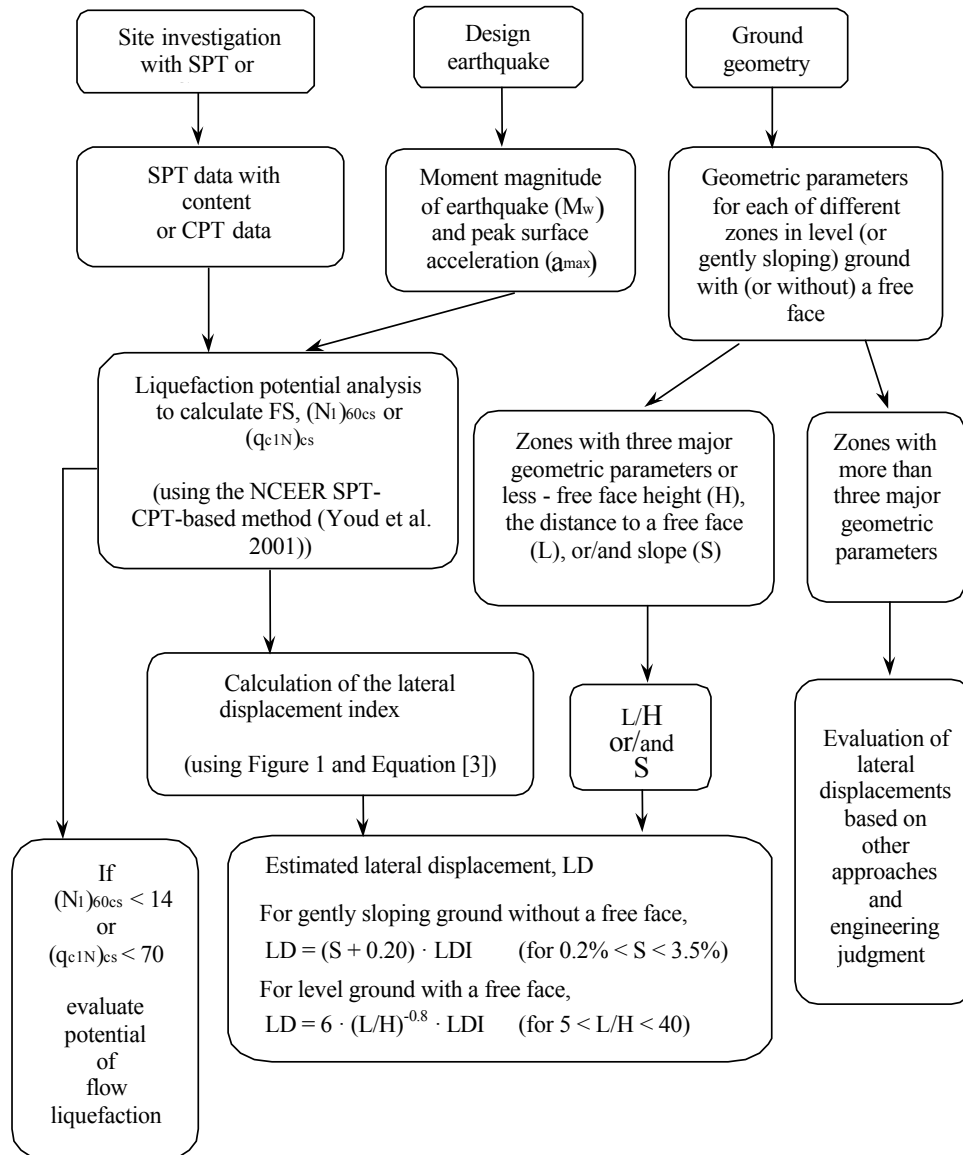 Site investigation
with SPT or
Design
earthquake
Ground
geometry
SPT data with
content
or CPT data
Moment magnitude
of earthquake (Mw)
and peak surface
acceleration (amax)
Geometric parameters
for each of different
zones in level (or
gently sloping) ground
with (or without) a free
face
Liquefaction potential analysis
to calculate FS, (N1)60cs or
(qc1N)cs
(using the NCEER SPT-
CPT-based method (Youd et al.
2001))
Zones with three major
geometric parameters or
less - free face height (H),
the distance to a free face
(L), or/and slope (S)
Zones with
more than
three major
geometric
parameters
Calculation of the lateral
displacement index
(using Figure 1 and Equation [3])
L/H
or/and
S
Evaluation of
lateral
displacements
based on
other
approaches
and
engineering
judgment
If
(N1)60cs < 14
or
(qc1N)cs < 70
evaluate
potential
of
flow
liquefaction
Estimated lateral displacement, LD
For gently sloping ground without a free face,
LD = (S + 0.20) · LDI (for 0.2% < S < 3.5%)
For level ground with a free face,
LD = 6 · (L/H)-0.8 · LDI (for 5 < L/H < 40)